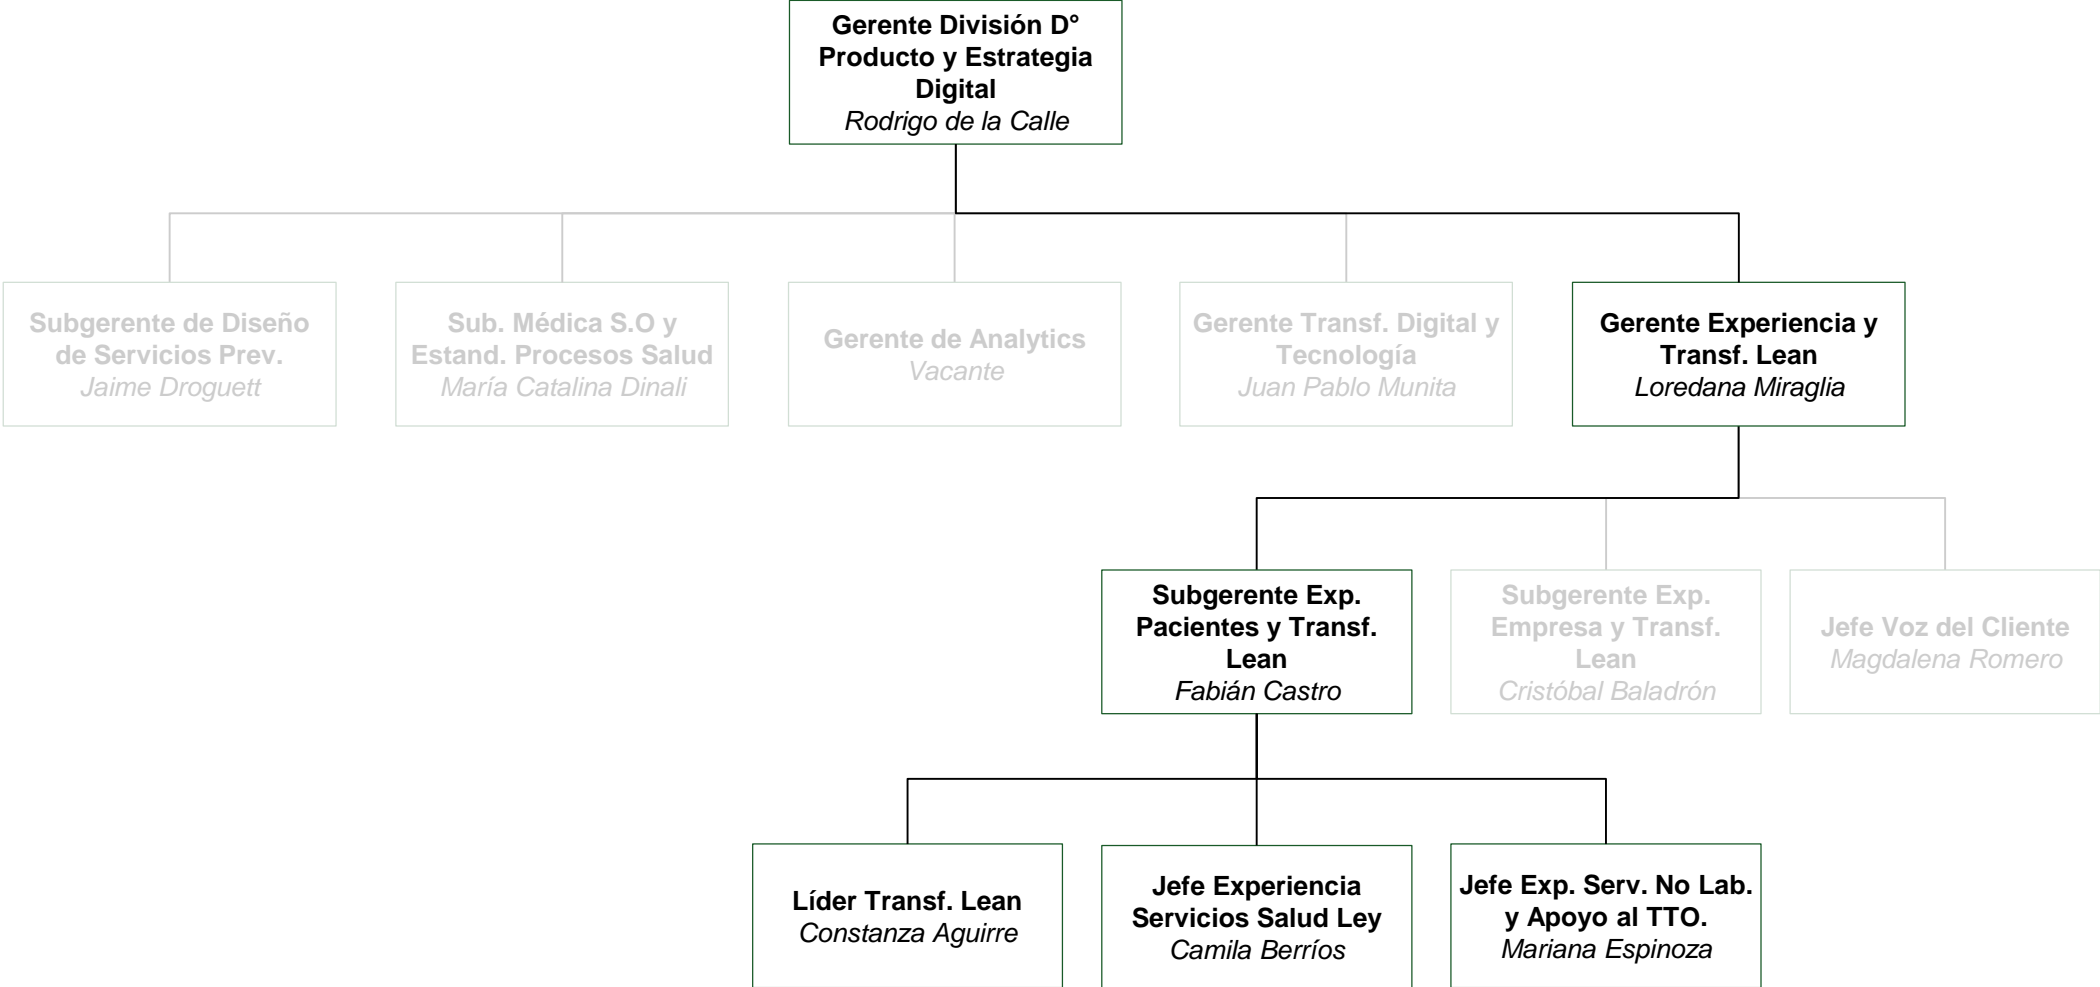 Gerente División D°
Producto y Estrategia
Digital
Rodrigo de la Calle
Subgerente de Diseño
de Servicios Prev.
Jaime Droguett
Sub. Médica S.O y
Estand. Procesos Salud
María Catalina Dinali
Gerente de Analytics
Vacante
Gerente Transf. Digital y
Tecnología
Juan Pablo Munita
Gerente Experiencia y
Transf. Lean
Loredana Miraglia
Subgerente Exp.
Pacientes y Transf.
Lean
Fabián Castro
Subgerente Exp.
Empresa y Transf.
Lean
Cristóbal Baladrón
Jefe Voz del Cliente
Magdalena Romero
Líder Transf. Lean
Constanza Aguirre
Jefe Experiencia
Servicios Salud Ley
Camila Berríos
Jefe Exp. Serv. No Lab.
y Apoyo al TTO.
Mariana Espinoza